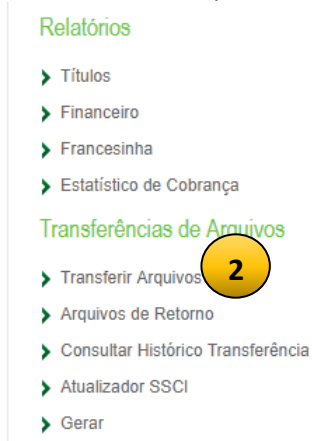 Relatórios
Títulos
Financeiro
Francesinha
Estatístico de Cobrança
Transferências de Arquivos
Transferir Arquivos
2
Arquivos de Retorno
Consultar Histórico Transferência
Atualizador SSCI
Gerar